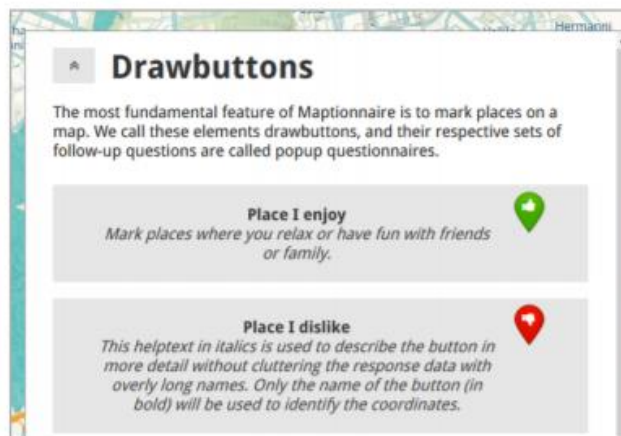 Hermanni
Drawbuttons
The most fundamental feature of Maptionnaire is to mark places on a
map. We call these elements drawbuttons, and their respective sets of
follow-up questions are called popup questionnaires.
Place I enjoy
Mark places where you relax or have fun with friends
or family.
Place I dislike
This helptext in italics is used to describe the button in
more detail without cluttering the response data with
overly long names. Only the name of the button (in
bold) will be used to identify the coordinates.